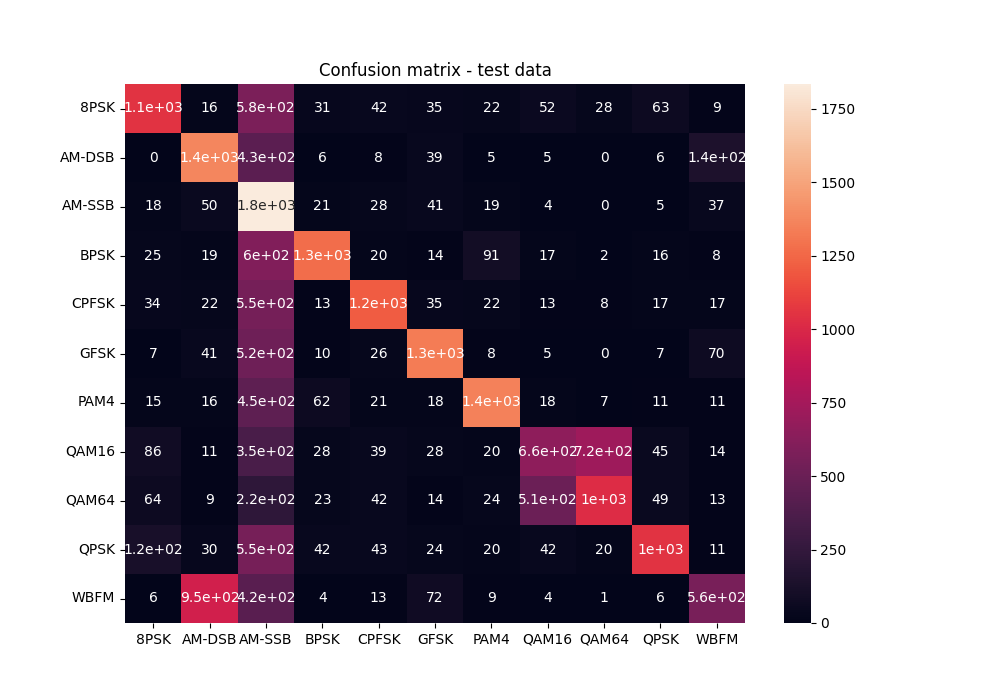 Confusion matrix - test data
8PSK 1.1e+03 16 5.8e+02 31 42 35 22 52 28 63 9
AM-DSB 0 1.4e+03 4.3e+02 6 8 39 5 5 0 6 1.4e+02
AM-SSB 18 50 1.8e+03 21 28 41 19 4 0 5 37
BPSK 25 19 6e+02 1.3e+03 20 14 91 17 2 16 8
CPFSK 34 22 5.5e+02 13 1.2e+03 35 22 13 8 17 17
GFSK 7 41 5.2e+02 10 26 1.3e+03 8 5 0 7 70
PAM4 15 16 4.5e+02 62 21 18 1.4e+03 18 7 11 11
QAM16 86 11 3.5e+02 28 39 28 20 6.6e+02 7.2e+02 45 14
QAM64 64 9 2.2e+02 23 42 14 24 5.1e+02 1e+03 49 13
QPSK 1.2e+02 30 5.5e+02 42 43 24 20 42 20 1e+03 11
WBFM 6 9.5e+02 4.2e+02 4 13 72 9 4 1 6 5.6e+02
8PSK AM-DSB AM-SSB BPSK CPFSK GFSK PAM4 QAM16 QAM64 QPSK WBFM
1750
1500
1250
1000
750
500
250
0